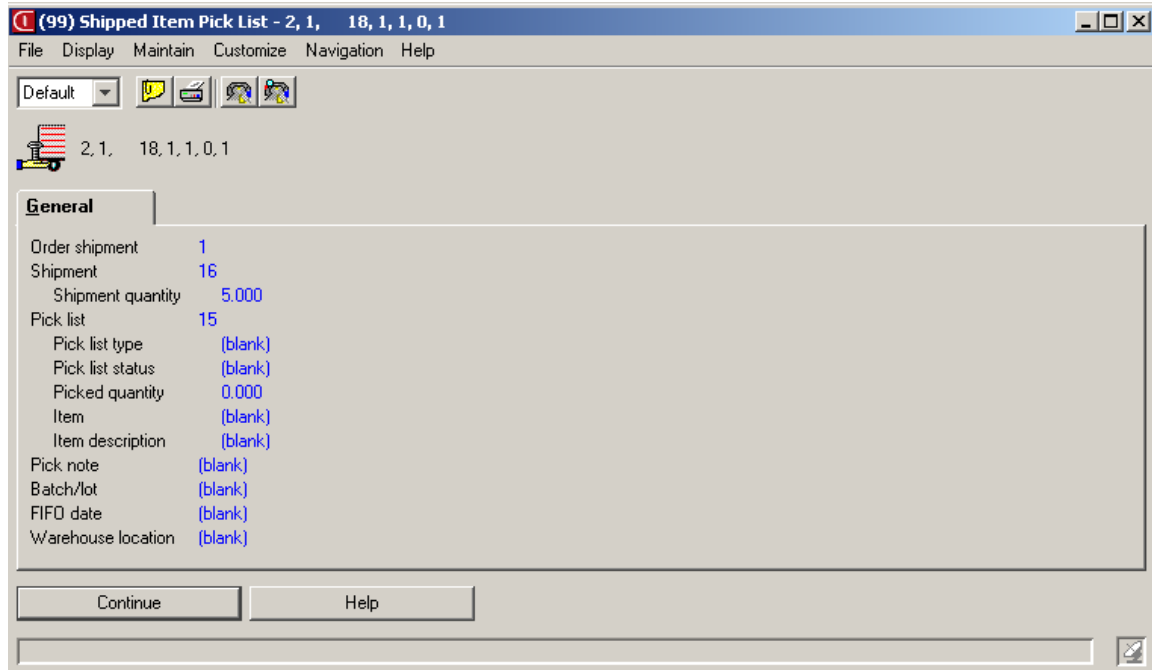 (99) Shipped Item Pick List - 2, 1, 18, 1, 1, 0, 1
File Display Maintain Customize Navigation Help
Default
2, 1, 18, 1, 1, 0, 1
General
Order shipment 1
Shipment 16
Shipment quantity 5.000
Pick list 15
Pick list type (blank)
Pick list status (blank)
Picked quantity 0.000
Item (blank)
Item description (blank)
Pick note (blank)
Batch/lot (blank)
FIFO date (blank)
Warehouse location (blank)
Continue Help